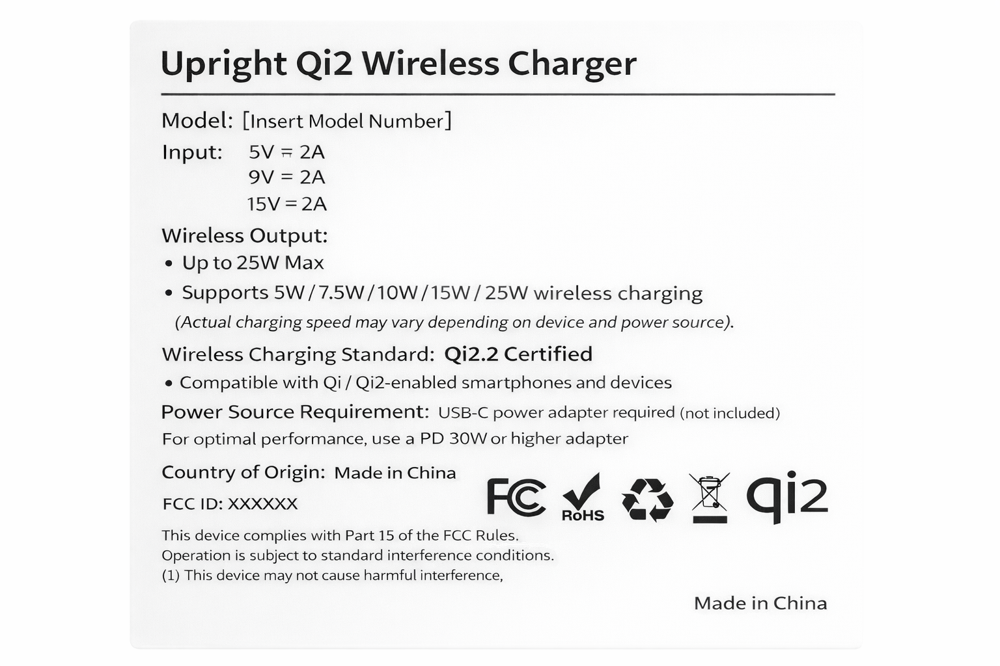 Upright Qi2 Wireless Charger
Model: [Insert Model Number]
Input: 5V ⎓ 2A
9V = 2A
15V = 2A
Wireless Output:
• Up to 25W Max
• Supports 5W / 7.5W / 10W / 15W / 25W wireless charging
(Actual charging speed may vary depending on device and power source).
Wireless Charging Standard: Qi2.2 Certified
• Compatible with Qi / Qi2-enabled smartphones and devices
Power Source Requirement: USB-C power adapter required (not included)
For optimal performance, use a PD 30W or higher adapter
Country of Origin: Made in China
FC RoHS qi2
FCC ID: XXXXXX
This device complies with Part 15 of the FCC Rules.
Operation is subject to standard interference conditions.
(1) This device may not cause harmful interference,
Made in China